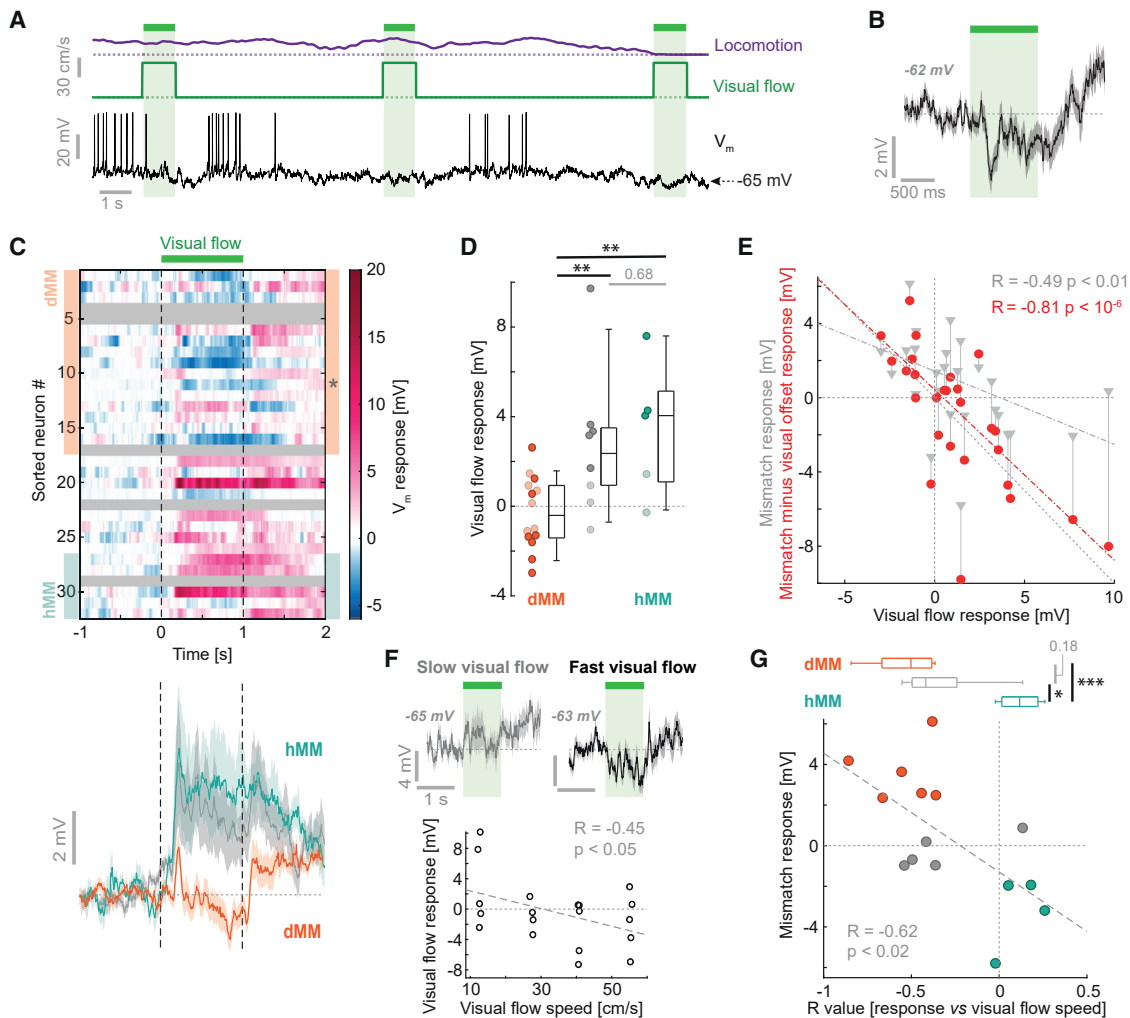 A
Locomotion
30 cm/s
Visual flow
20 mV
Vm
-65 mV
1 s
B
-62 mV
2 mV
500 ms
C
Visual flow
dMM
hMM
Sorted neuron #
5
10
15
20
25
30
*
-1
0
1
2
Time [s]
20
15
10
5
0
-5
Vm response [mV]
2 mV
hMM
dMM
D
**
**
0.68
Visual flow response [mV]
8
4
0
-4
dMM
hMM
E
R = -0.49 p < 0.01
R = -0.81 p < 10-6
Mismatch response [mV]
Mismatch minus visual offset response [mV]
4
0
-4
-8
-5
0
5
10
Visual flow response [mV]
F
Slow visual flow
Fast visual flow
-65 mV
-63 mV
4 mV
1 s
R = -0.45
p < 0.05
Visual flow response [mV]
8
4
0
-4
-8
10
30
50
Visual flow speed [cm/s]
G
dMM
hMM
0.18
*
***
Mismatch response [mV]
4
0
-4
R = -0.62
p < 0.02
-1
-0.5
0
0.5
R value [response vs visual flow speed]